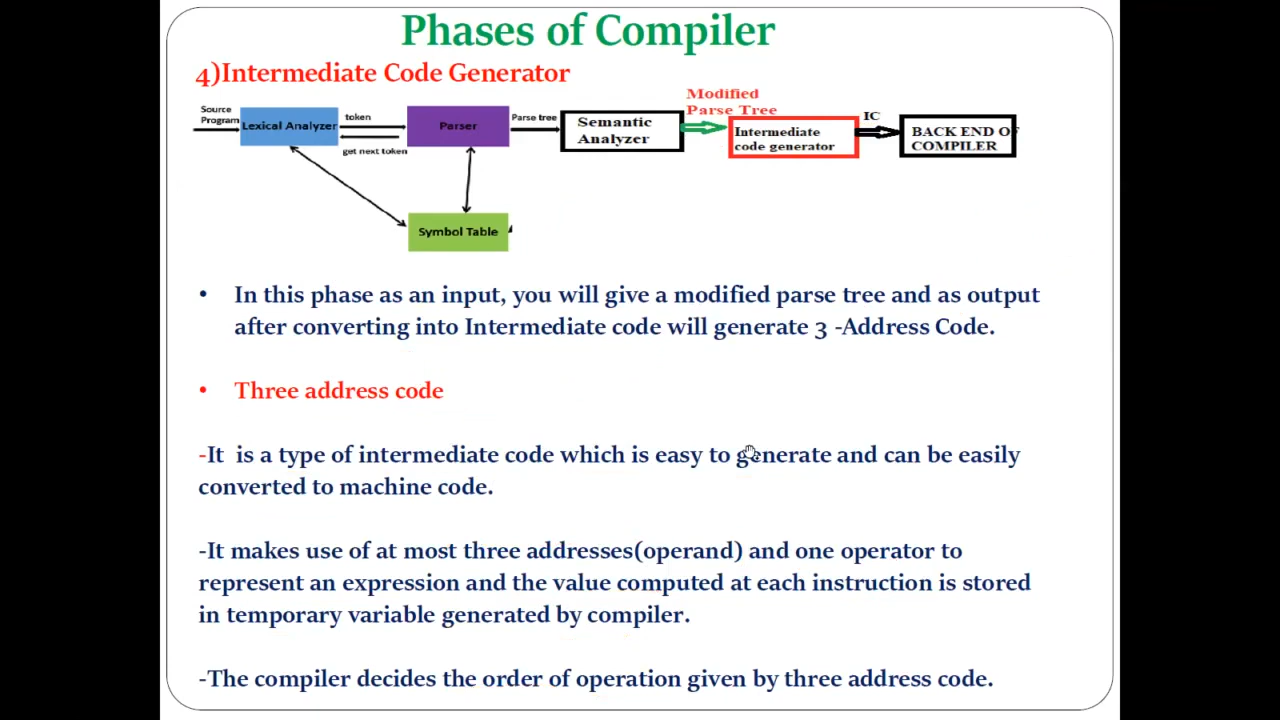 Phases of Compiler
4)Intermediate Code Generator
Source
Program
Lexical Analyzer
token
get next token
Parser
Parse tree
Semantic
Analyzer
Modified
Parse Tree
Intermediate
code generator
IC
BACK END OF
COMPILER
Symbol Table
• In this phase as an input, you will give a modified parse tree and as output
after converting into Intermediate code will generate 3 -Address Code.
• Three address code
-It is a type of intermediate code which is easy to generate and can be easily
converted to machine code.
-It makes use of at most three addresses(operand) and one operator to
represent an expression and the value computed at each instruction is stored
in temporary variable generated by compiler.
-The compiler decides the order of operation given by three address code.